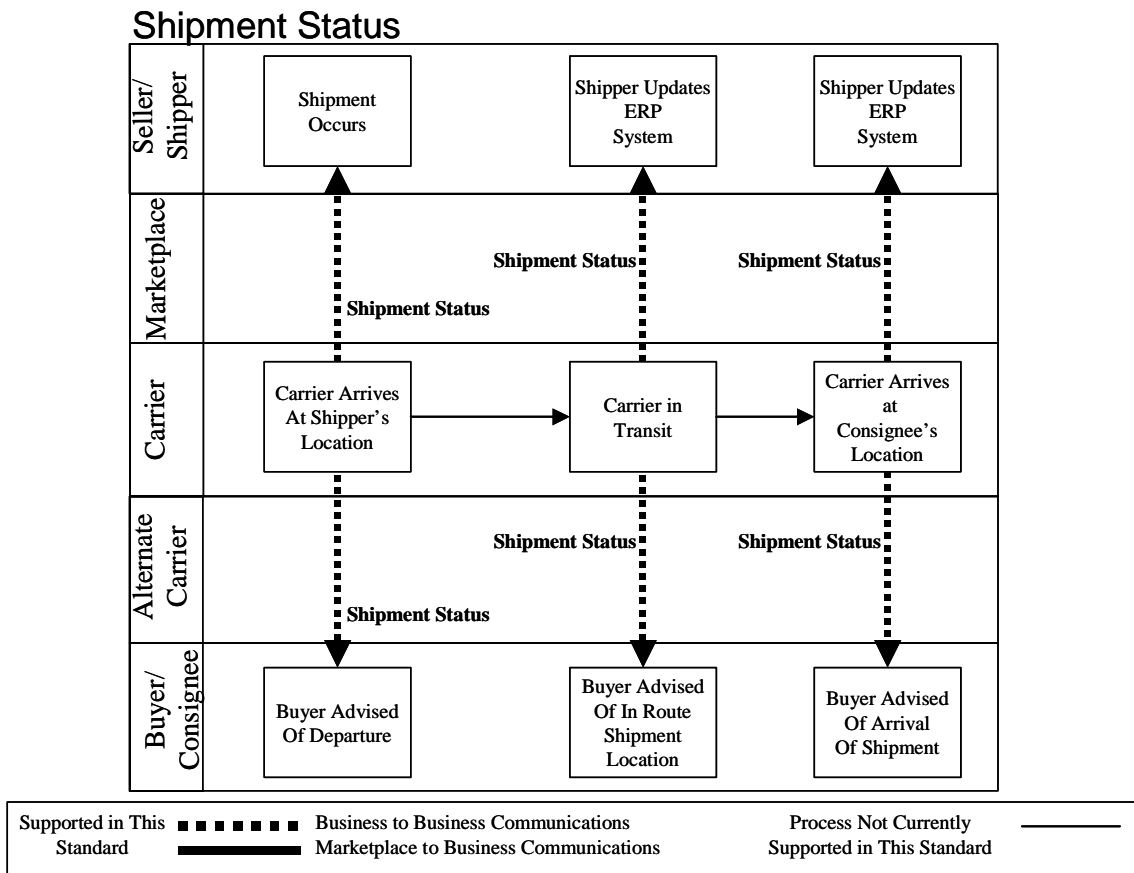 Shipment Status
Seller/
Shipper
Shipment
Occurs
Shipper Updates
ERP
System
Shipper Updates
ERP
System
Marketplace
Shipment Status
Shipment Status
Shipment Status
Carrier
Carrier Arrives
At Shipper's
Location
Carrier in
Transit
Carrier Arrives
at
Consignee's
Location
Alternate
Carrier
Shipment Status
Shipment Status
Shipment Status
Buyer/
Consignee
Buyer Advised
Of Departure
Buyer Advised
Of In Route
Shipment
Location
Buyer Advised
Of Arrival
Of Shipment
Supported in This
Standard
Business to Business Communications
Marketplace to Business Communications
Process Not Currently
Supported in This Standard